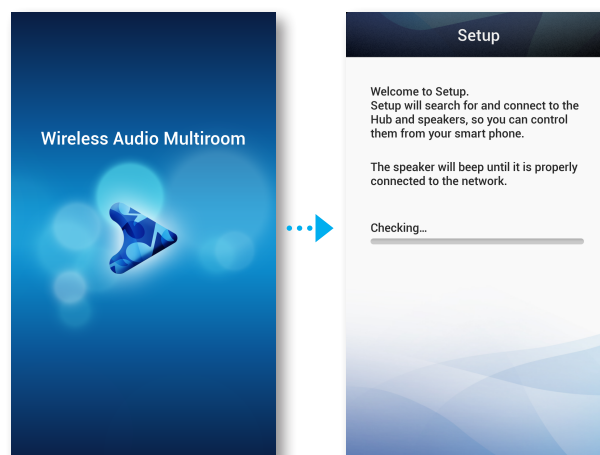 Wireless Audio Multiroom
Setup
Welcome to Setup.
Setup will search for and connect to the
Hub and speakers, so you can control
them from your smart phone.
The speaker will beep until it is properly
connected to the network.
Checking...